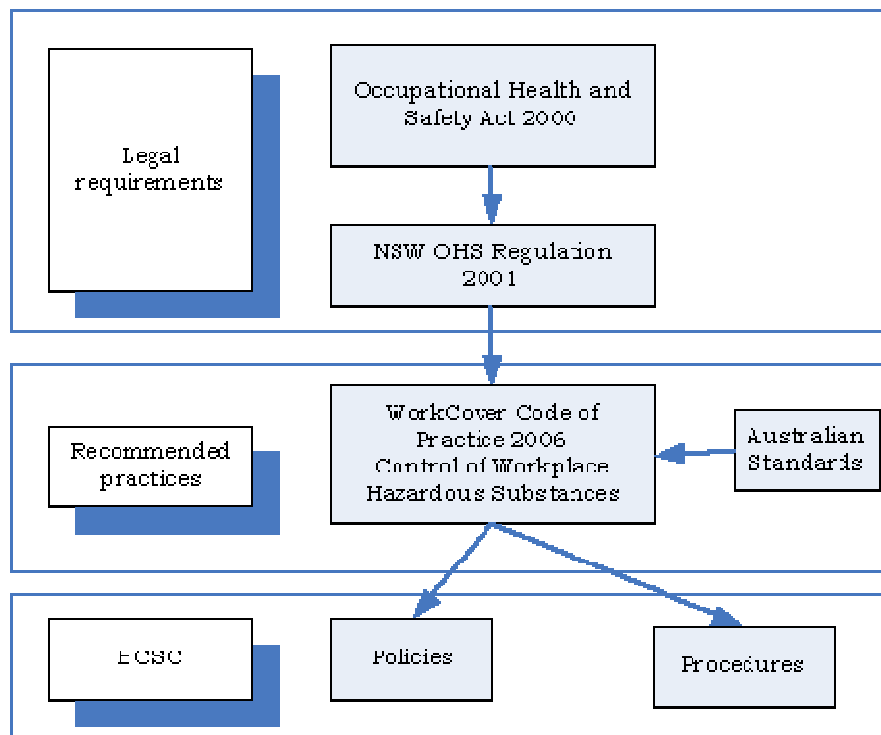 Legal
requirements
Occupational Health and
Safety Act 2000
NSW OHS Regulation
2001
Recommended
practices
WorkCover Code of
Practice 2006
Control of Workplace
Hazardous Substances
Australian
Standards
ECSC
Policies
Procedures